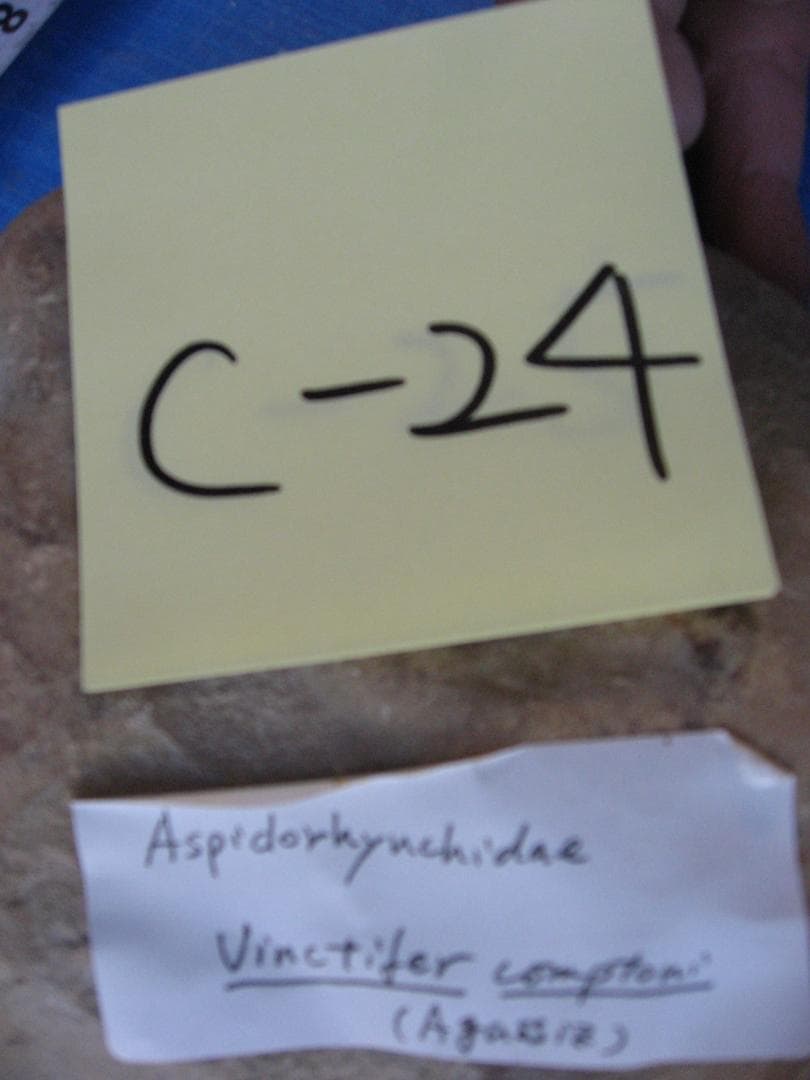 C-24
Aspidorhynchidae
Vinctifer comptoni
(Agassiz)